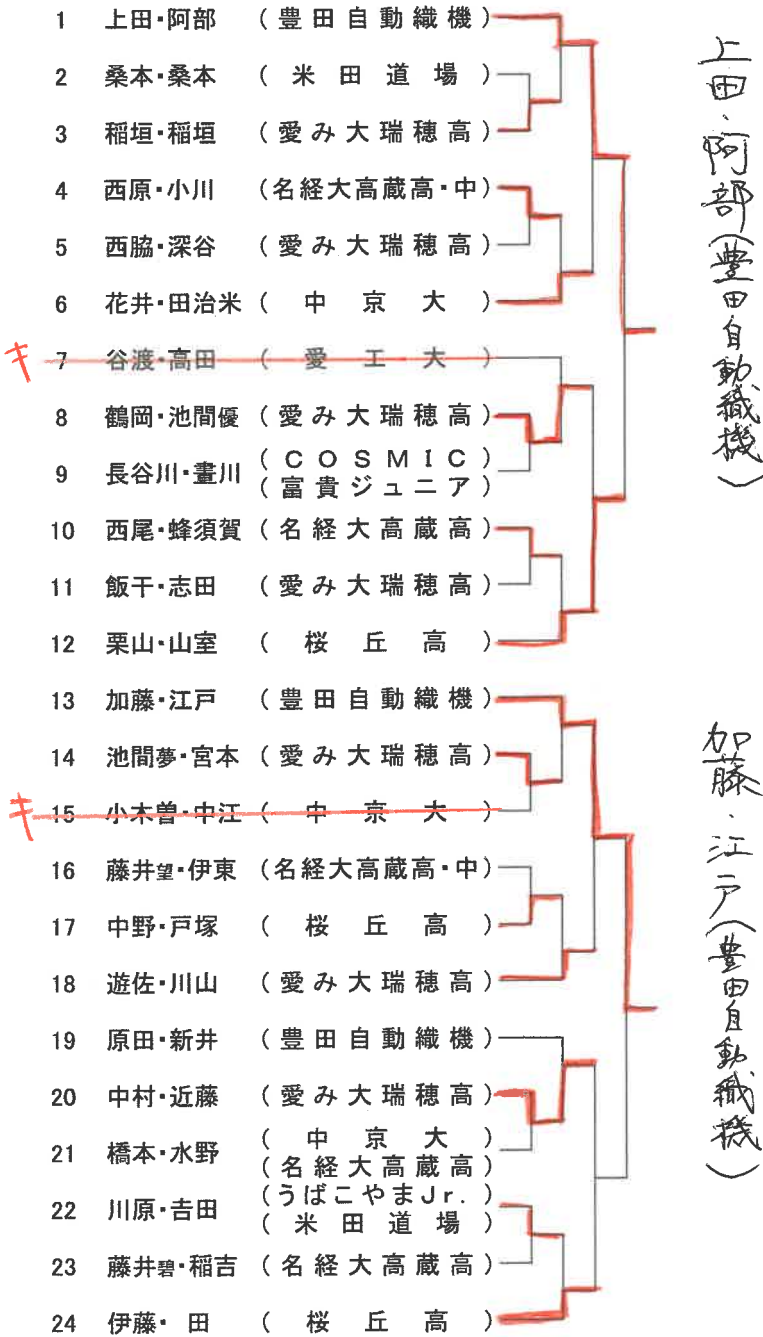 1 上田・阿部 (豊田自動織機)
2 桑本・桑本 (米田道場)
3 稲垣・稲垣 (愛み大瑞穂高)
4 西原・小川 (名経大高蔵高・中)
5 西脇・深谷 (愛み大瑞穂高)
6 花井・田治米 (中京大)
キ 7 谷渡・高田 (愛工大)
8 鶴岡・池間優 (愛み大瑞穂高)
9 長谷川・晝川 (COSMIC)
(富貴ジュニア)
10 西尾・蜂須賀 (名経大高蔵高)
11 飯干・志田 (愛み大瑞穂高)
12 栗山・山室 (桜丘高)
13 加藤・江戸 (豊田自動織機)
14 池間夢・宮本 (愛み大瑞穂高)
キ 15 小木曽・中江 (中京大)
16 藤井望・伊東 (名経大高蔵高・中)
17 中野・戸塚 (桜丘高)
18 遊佐・川山 (愛み大瑞穂高)
19 原田・新井 (豊田自動織機)
20 中村・近藤 (愛み大瑞穂高)
21 橋本・水野 (中京大)
(名経大高蔵高)
22 川原・吉田 (うばこやまJr.)
(米田道場)
23 藤井碧・稲吉 (名経大高蔵高)
24 伊藤・ 田 (桜丘高)
上田・阿部(豊田自動織機)
加藤・江戸(豊田自動織機)